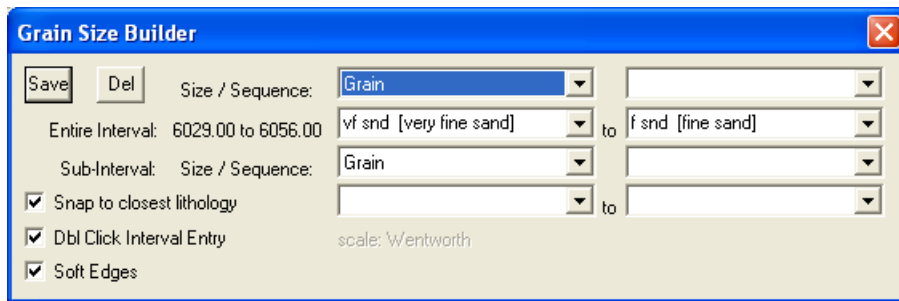 Grain Size Builder
Save Del Size / Sequence: Grain
Entire Interval: 6029.00 to 6056.00 vf snd [very fine sand] to f snd [fine sand]
Sub-Interval: Size / Sequence: Grain
Snap to closest lithology to
Dbl Click Interval Entry scale: Wentworth
Soft Edges